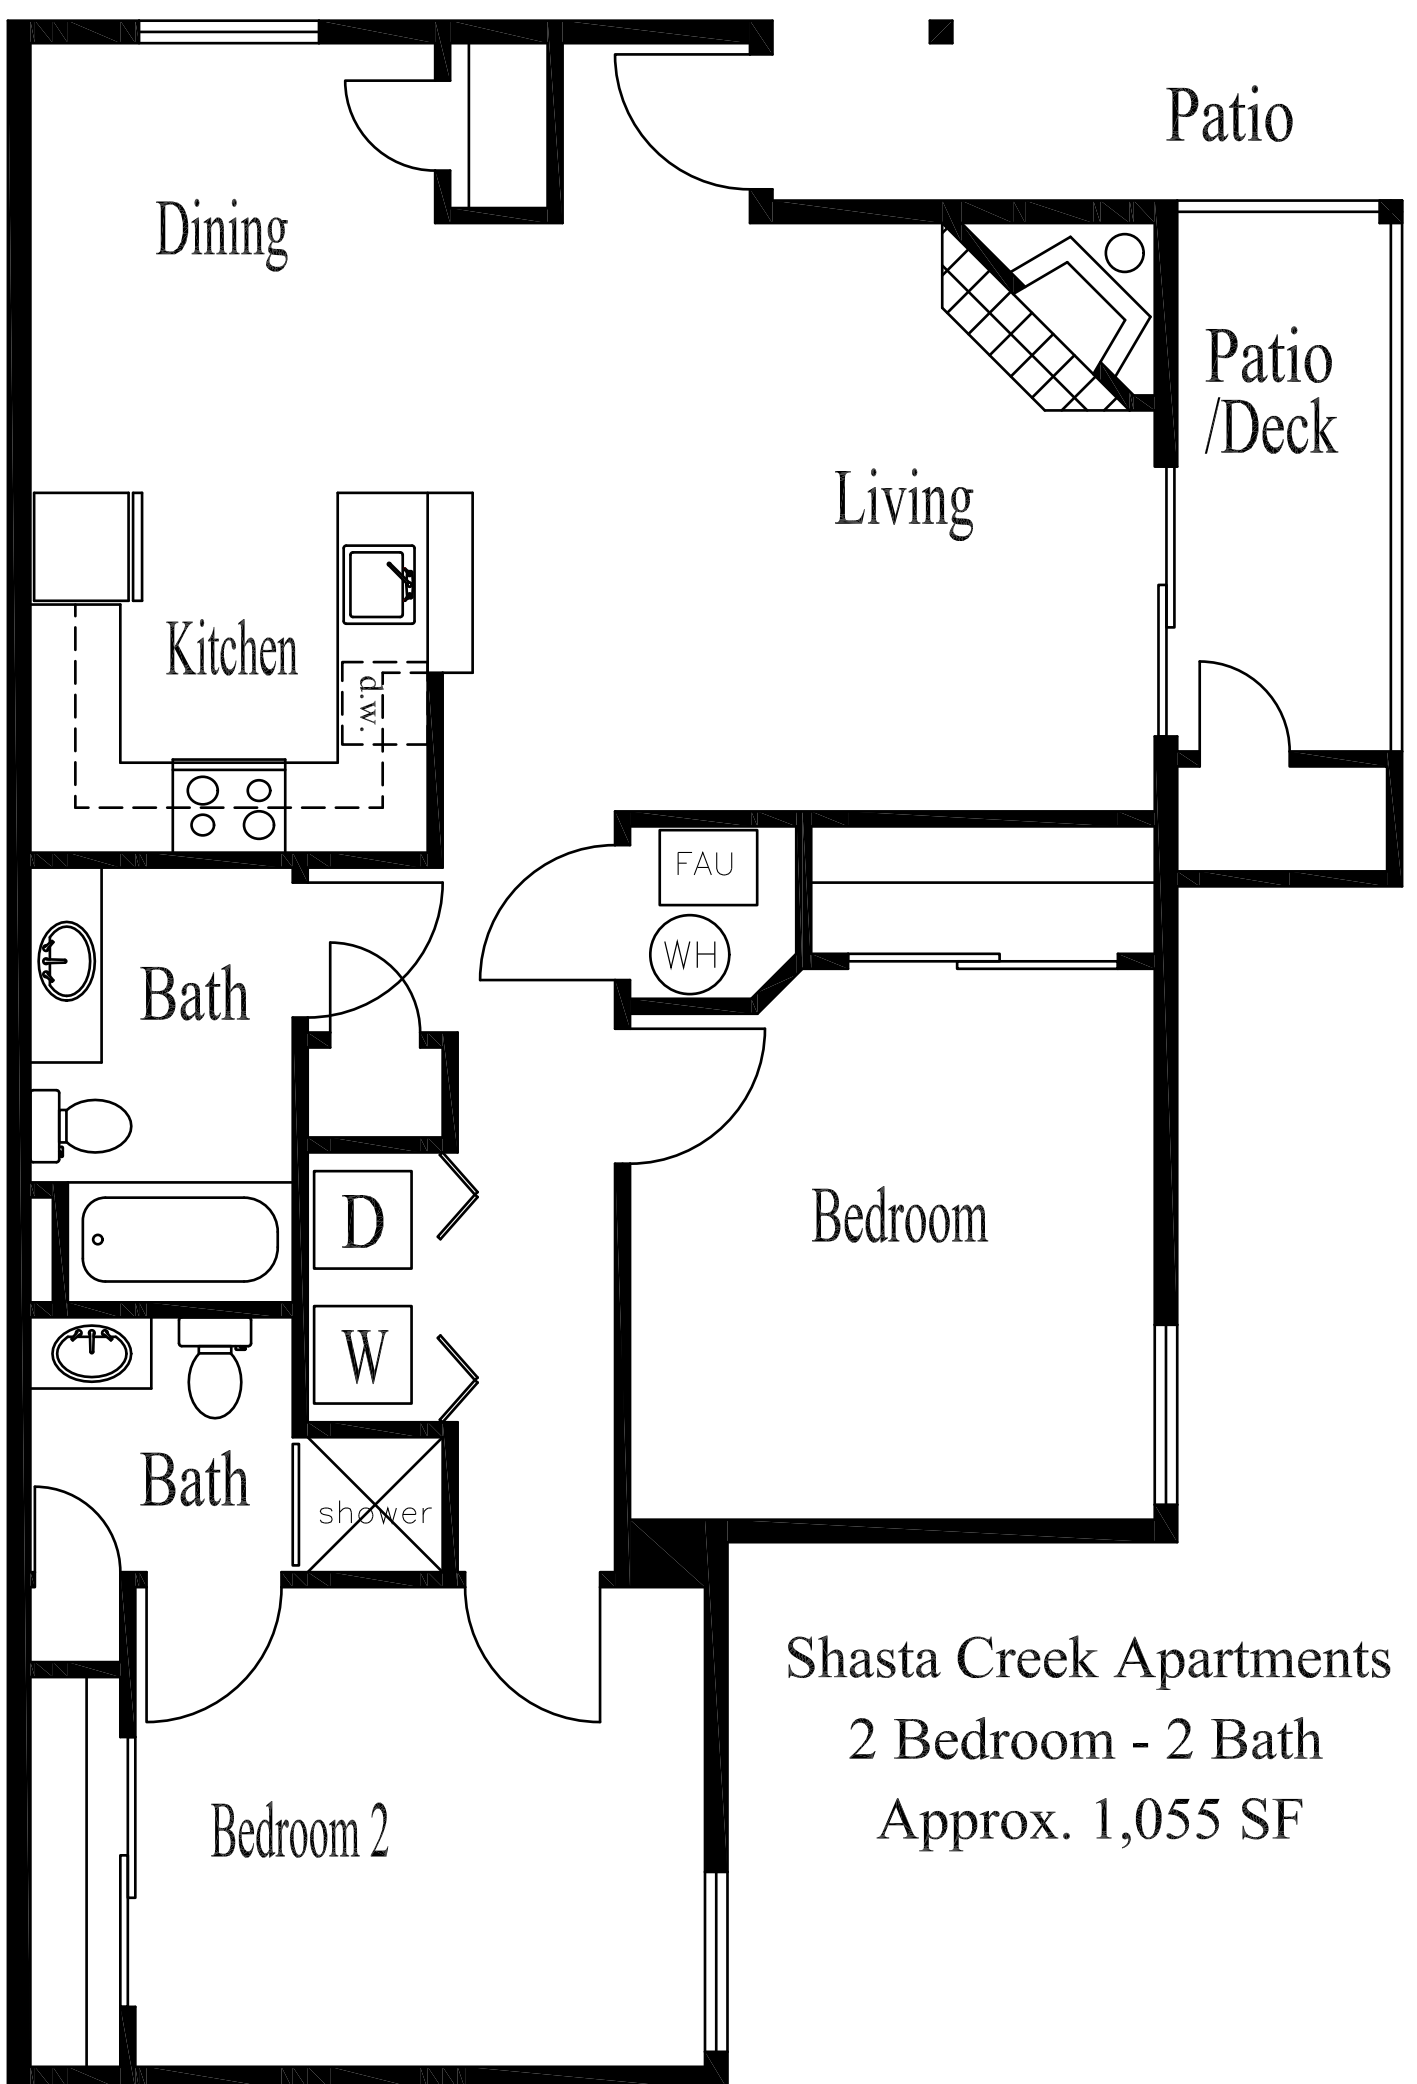 Patio
Dining
Patio
/Deck
Living
Kitchen
d.w.
FAU
WH
Bath
D
Bedroom
W
Bath
shower
Shasta Creek Apartments
2 Bedroom - 2 Bath
Approx. 1,055 SF
Bedroom 2